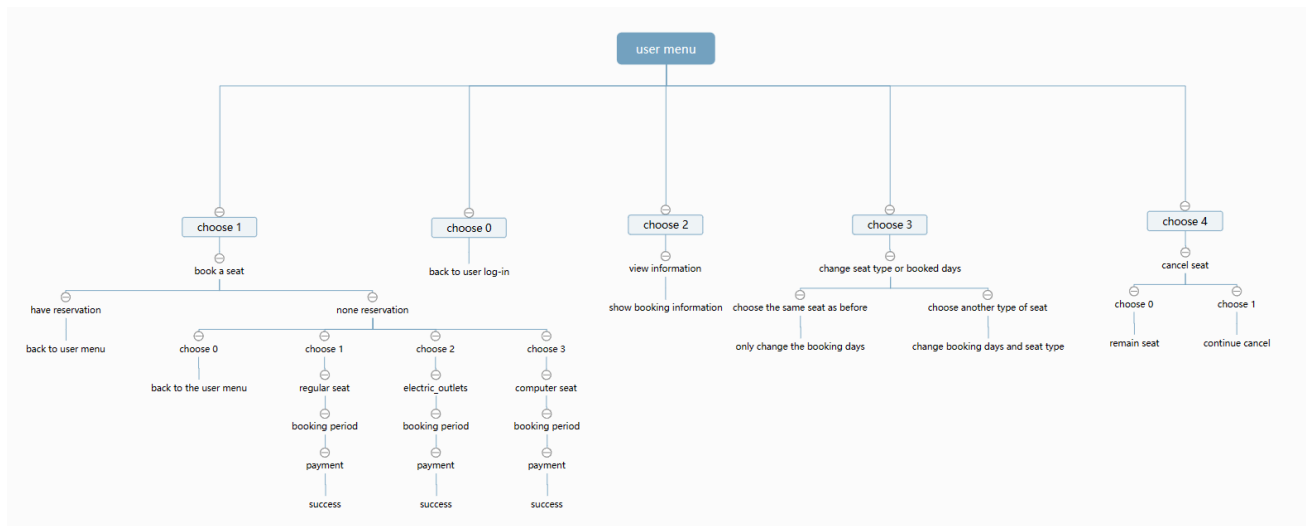 user menu
choose 1
choose 0
choose 2
choose 3
choose 4
book a seat
back to user log-in
view information
change seat type or booked days
cancel seat
have reservation
none reservation
show booking information
choose the same seat as before
choose another type of seat
choose 0
choose 1
back to user menu
choose 0
choose 1
choose 2
choose 3
only change the booking days
change booking days and seat type
remain seat
continue cancel
back to the user menu
regular seat
electric_outlets
computer seat
booking period
booking period
booking period
payment
payment
payment
success
success
success